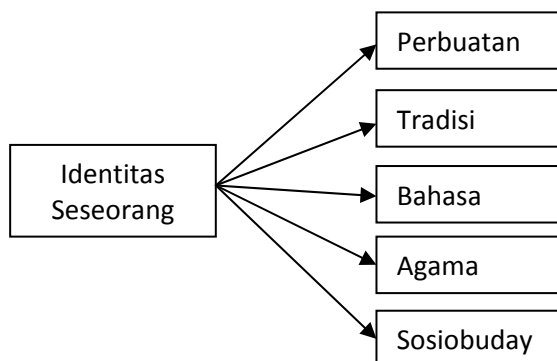 Identitas
Seseorang
Perbuatan
Tradisi
Bahasa
Agama
Sosiobuday